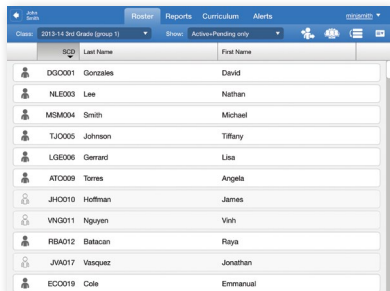 John Smith
Roster Reports Curriculum Alerts
minjamith
Class: 2013-14 3rd Grade (group 1) Show: Active+Pending only
SCD Last Name First Name
DGO001 Gonzales David
NLE003 Lee Nathan
MSM004 Smith Michael
TJO005 Johnson Tiffany
LGE006 Gerrard Lisa
ATO009 Torres Angela
JHO010 Hoffman James
VNG011 Nguyen Vinh
RBA012 Batacan Raya
JVA017 Vasquez Jonathan
ECO019 Cole Emmanual